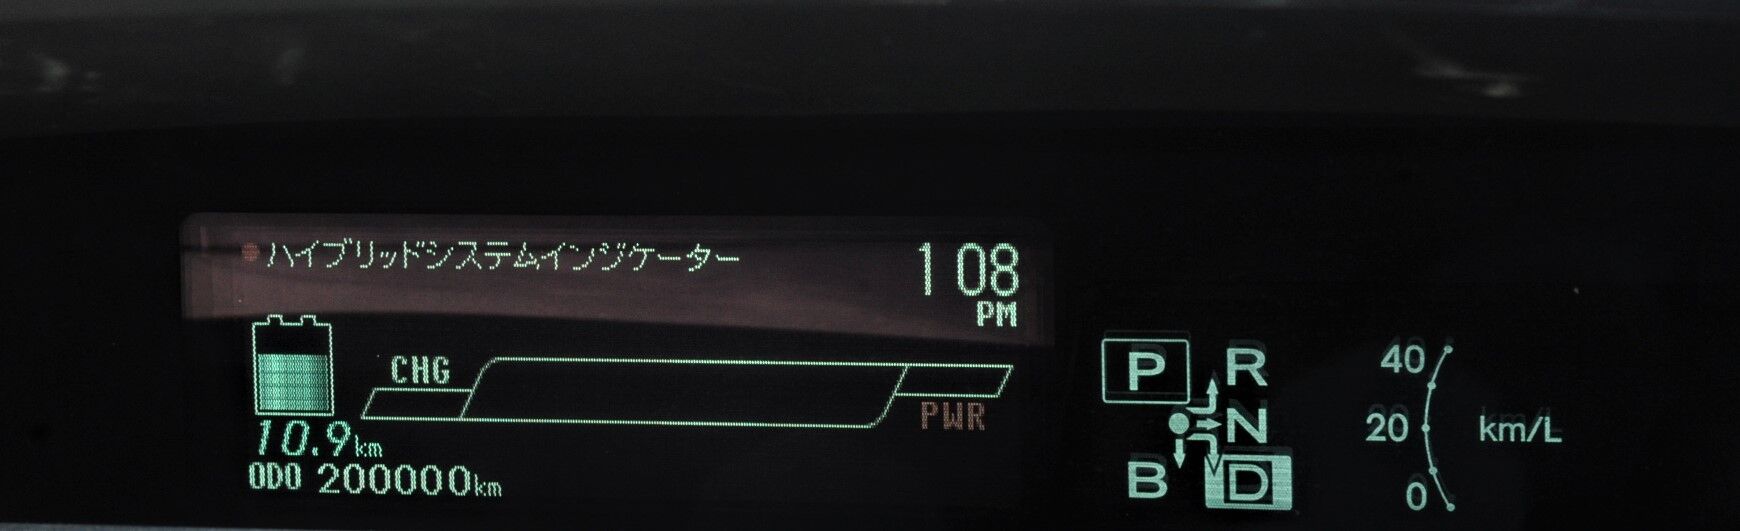 ハイブリッドシステムインジケーター
1 08
PM
CHG
PWR
10.9km
ODO 200000km
P
R
N
B
D
40
20
0
km/L